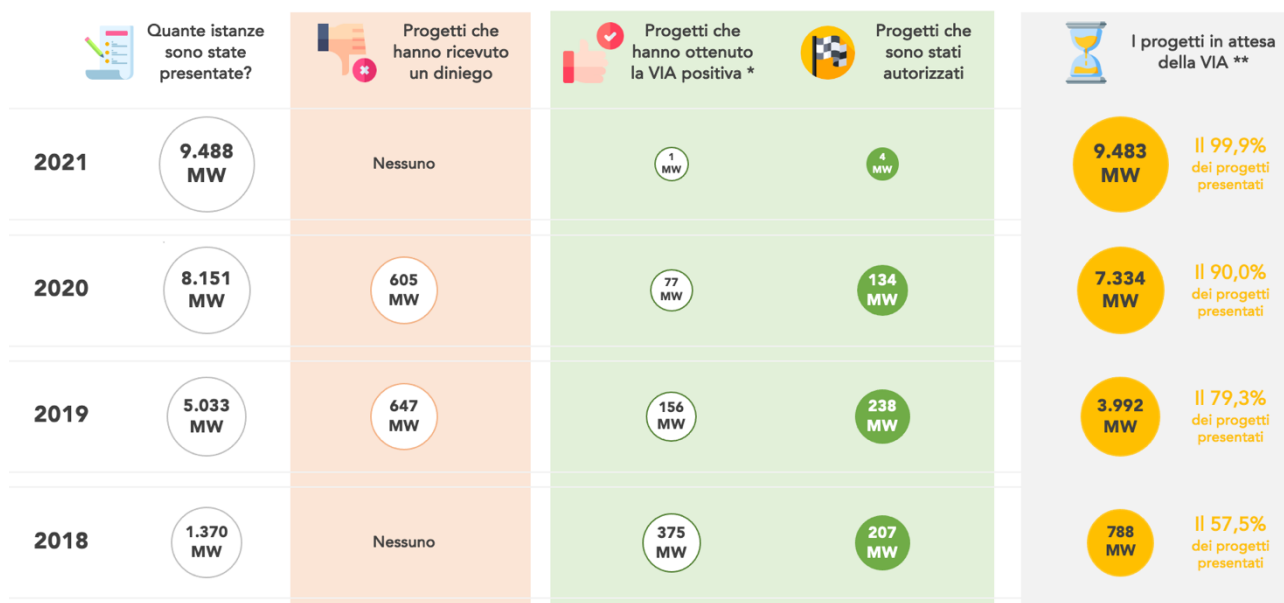 Quante istanze
sono state
presentate?
Progetti che
hanno ricevuto
un diniego
Progetti che
hanno ottenuto
la VIA positiva *
Progetti che
sono stati
autorizzati
I progetti in attesa
della VIA **
2021
9.488
MW
Nessuno
1
MW
4
MW
9.483
MW
Il 99,9%
dei progetti
presentati
2020
8.151
MW
605
MW
77
MW
134
MW
7.334
MW
Il 90,0%
dei progetti
presentati
2019
5.033
MW
647
MW
156
MW
238
MW
3.992
MW
Il 79,3%
dei progetti
presentati
2018
1.370
MW
Nessuno
375
MW
207
MW
788
MW
Il 57,5%
dei progetti
presentati